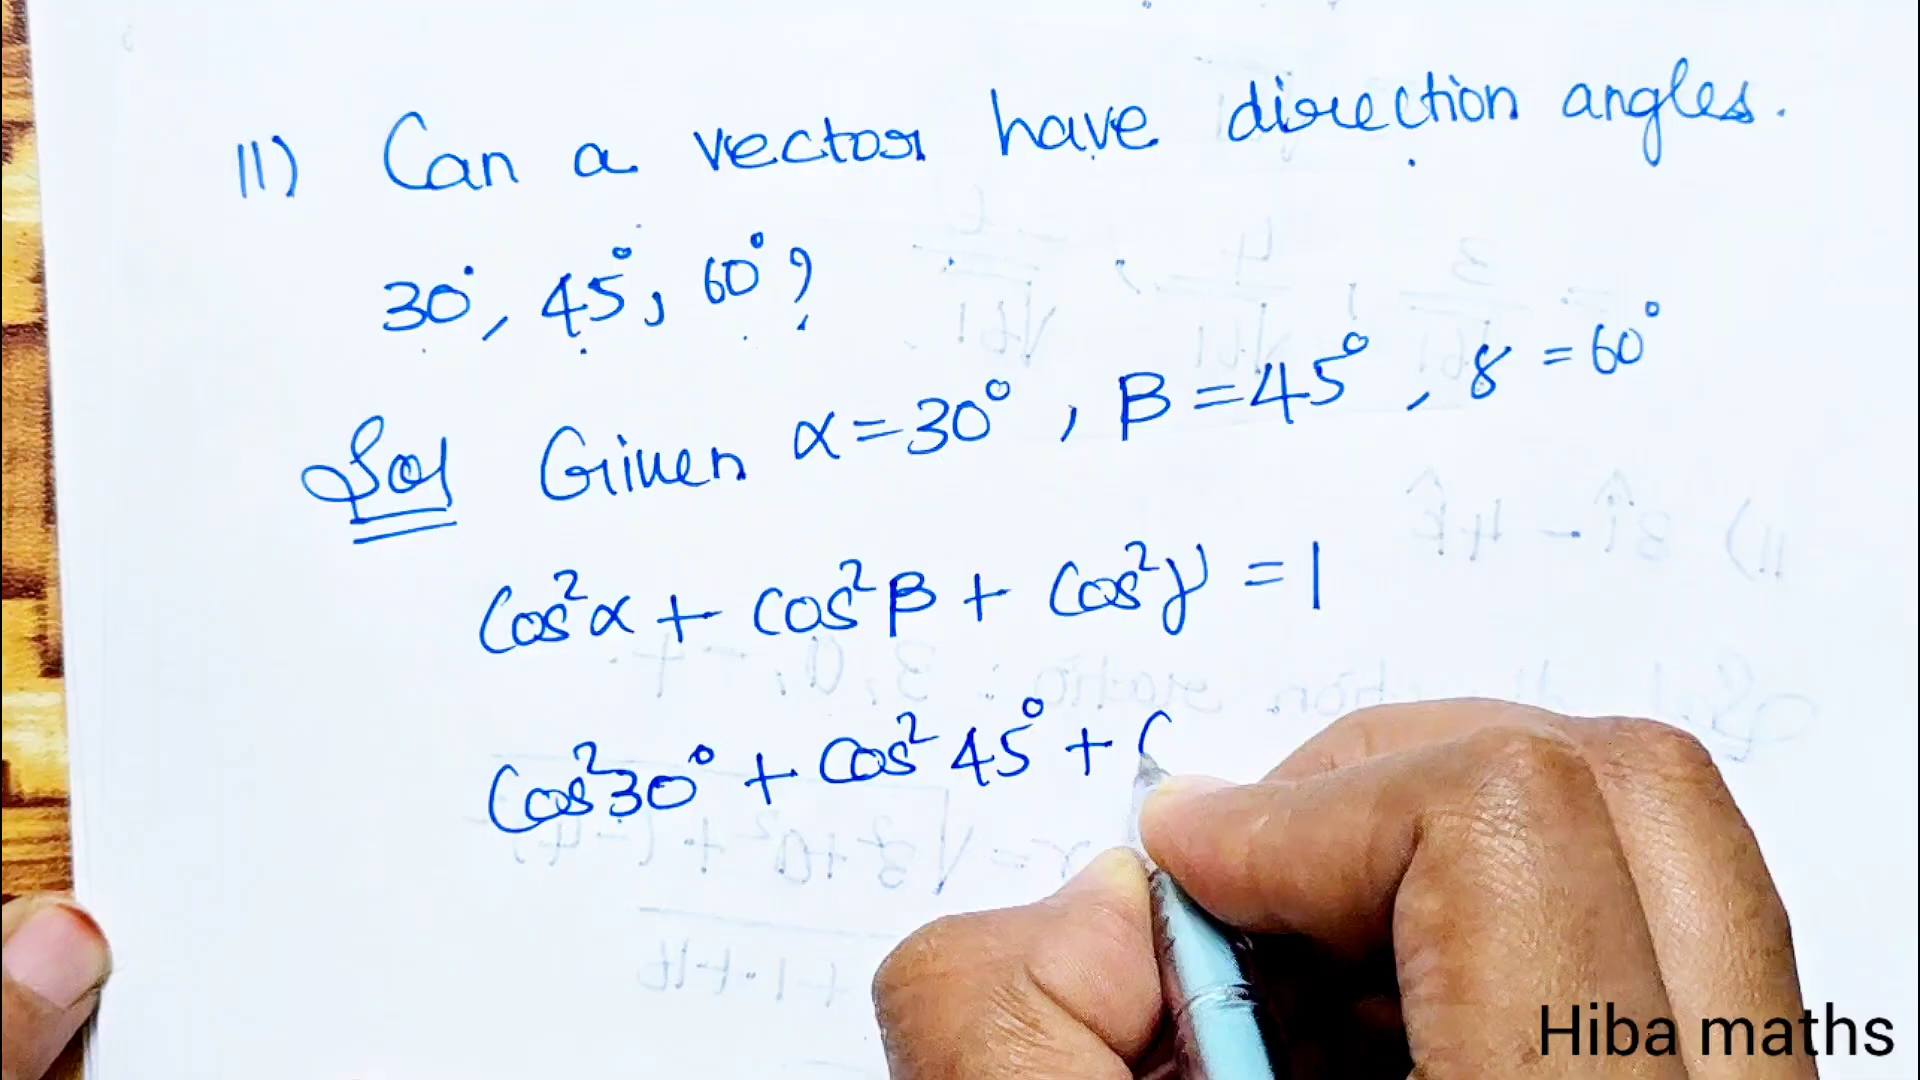 11) Can a vector have direction angles.
30°, 45°, 60°?
Sol Given α = 30°, β = 45°, γ = 60°
Cos²α + cos²β + Cos²γ = 1
Cos²30° + Cos²45° + C
Hiba maths